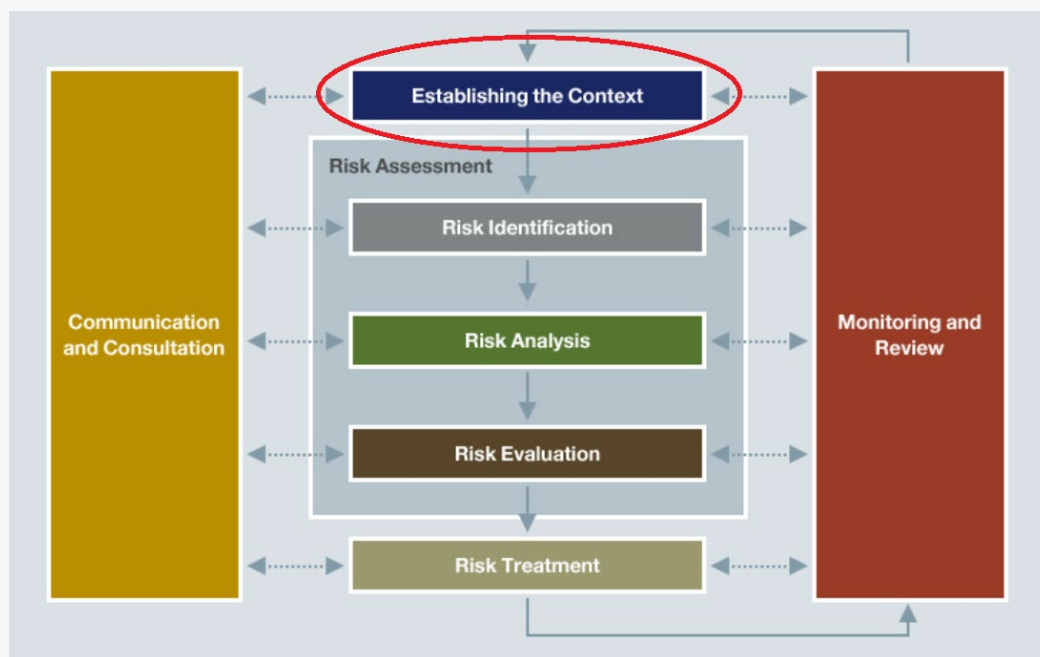 Establishing the Context
Risk Assessment
Risk Identification
Communication
and Consultation
Risk Analysis
Monitoring and
Review
Risk Evaluation
Risk Treatment